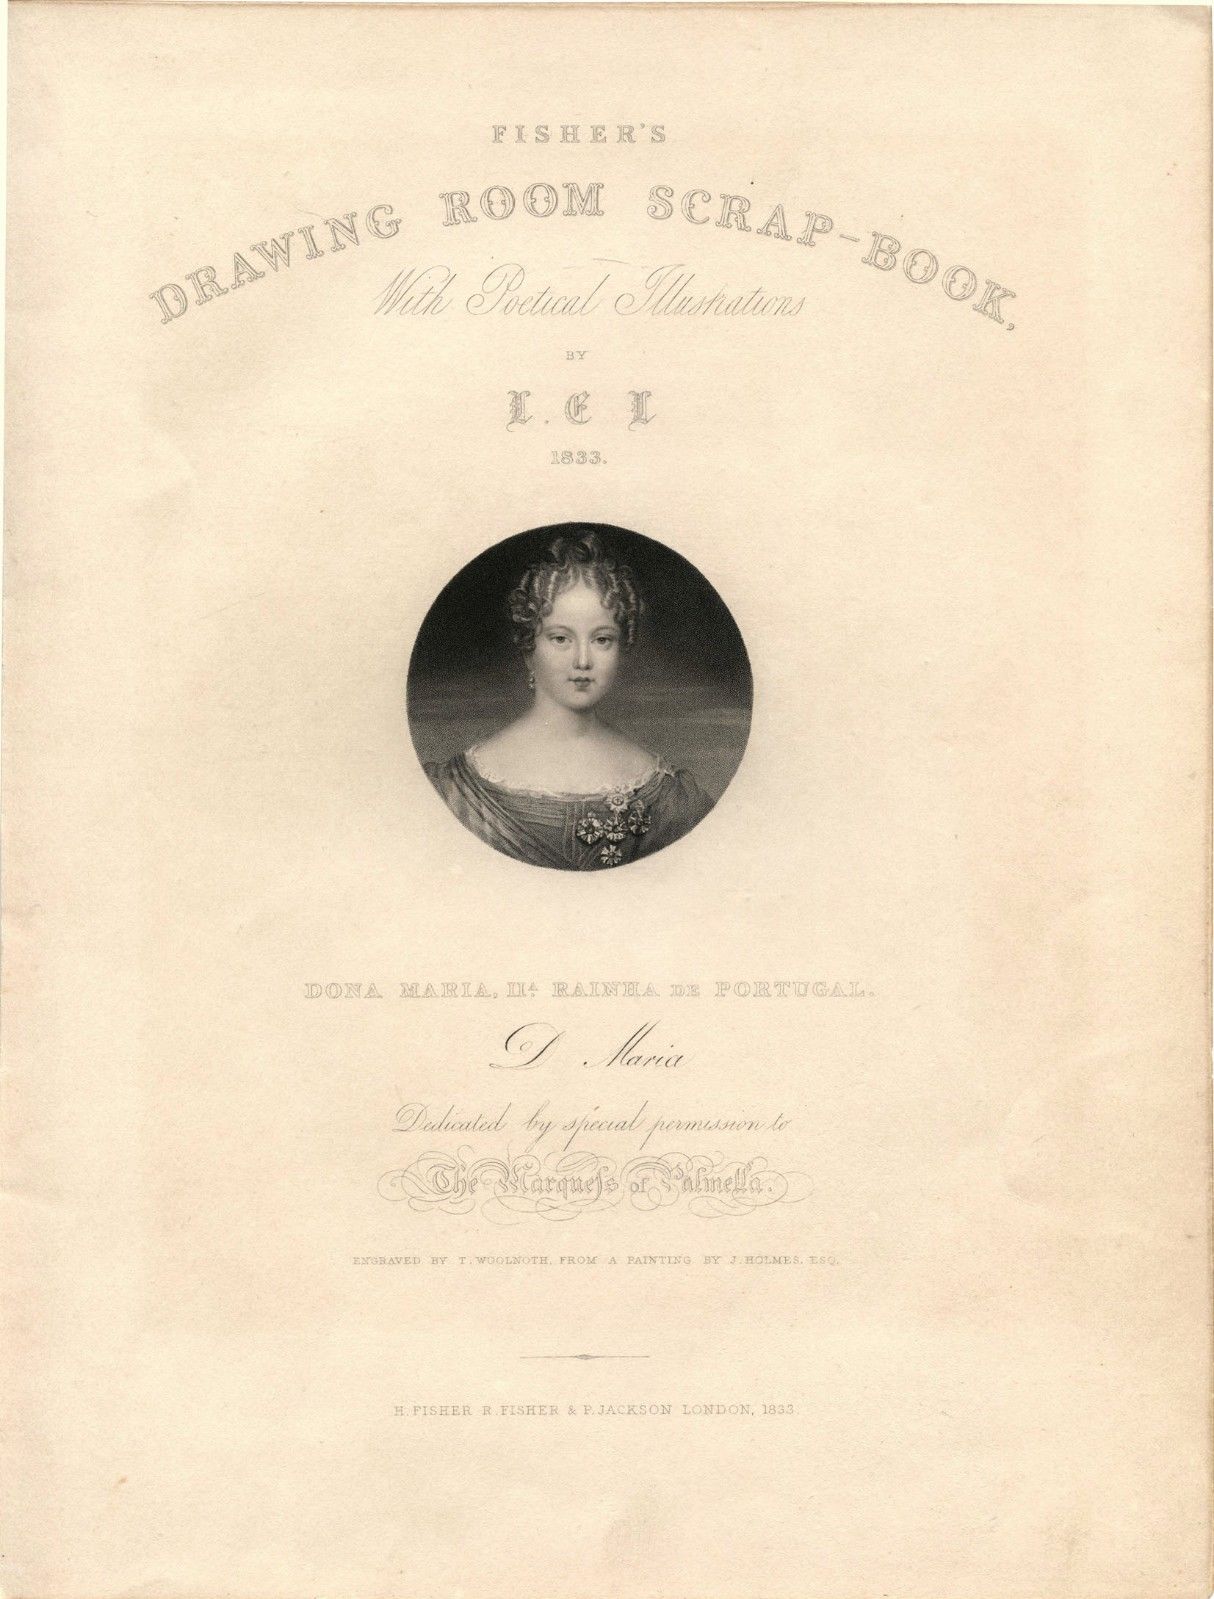 FISHER'S
DRAWING ROOM SCRAP-BOOK,
With Poetical Illustrations
BY
L. E L
1833.
DONA MARIA, IIA. RAINHA DE PORTUGAL.
D Maria
Dedicated by special permission to
The Marquess of Palmella.
ENGRAVED BY T. WOOLNOTH, FROM A PAINTING BY J. HOLMES. ESQ.
H. FISHER R. FISHER & P. JACKSON LONDON, 1833.